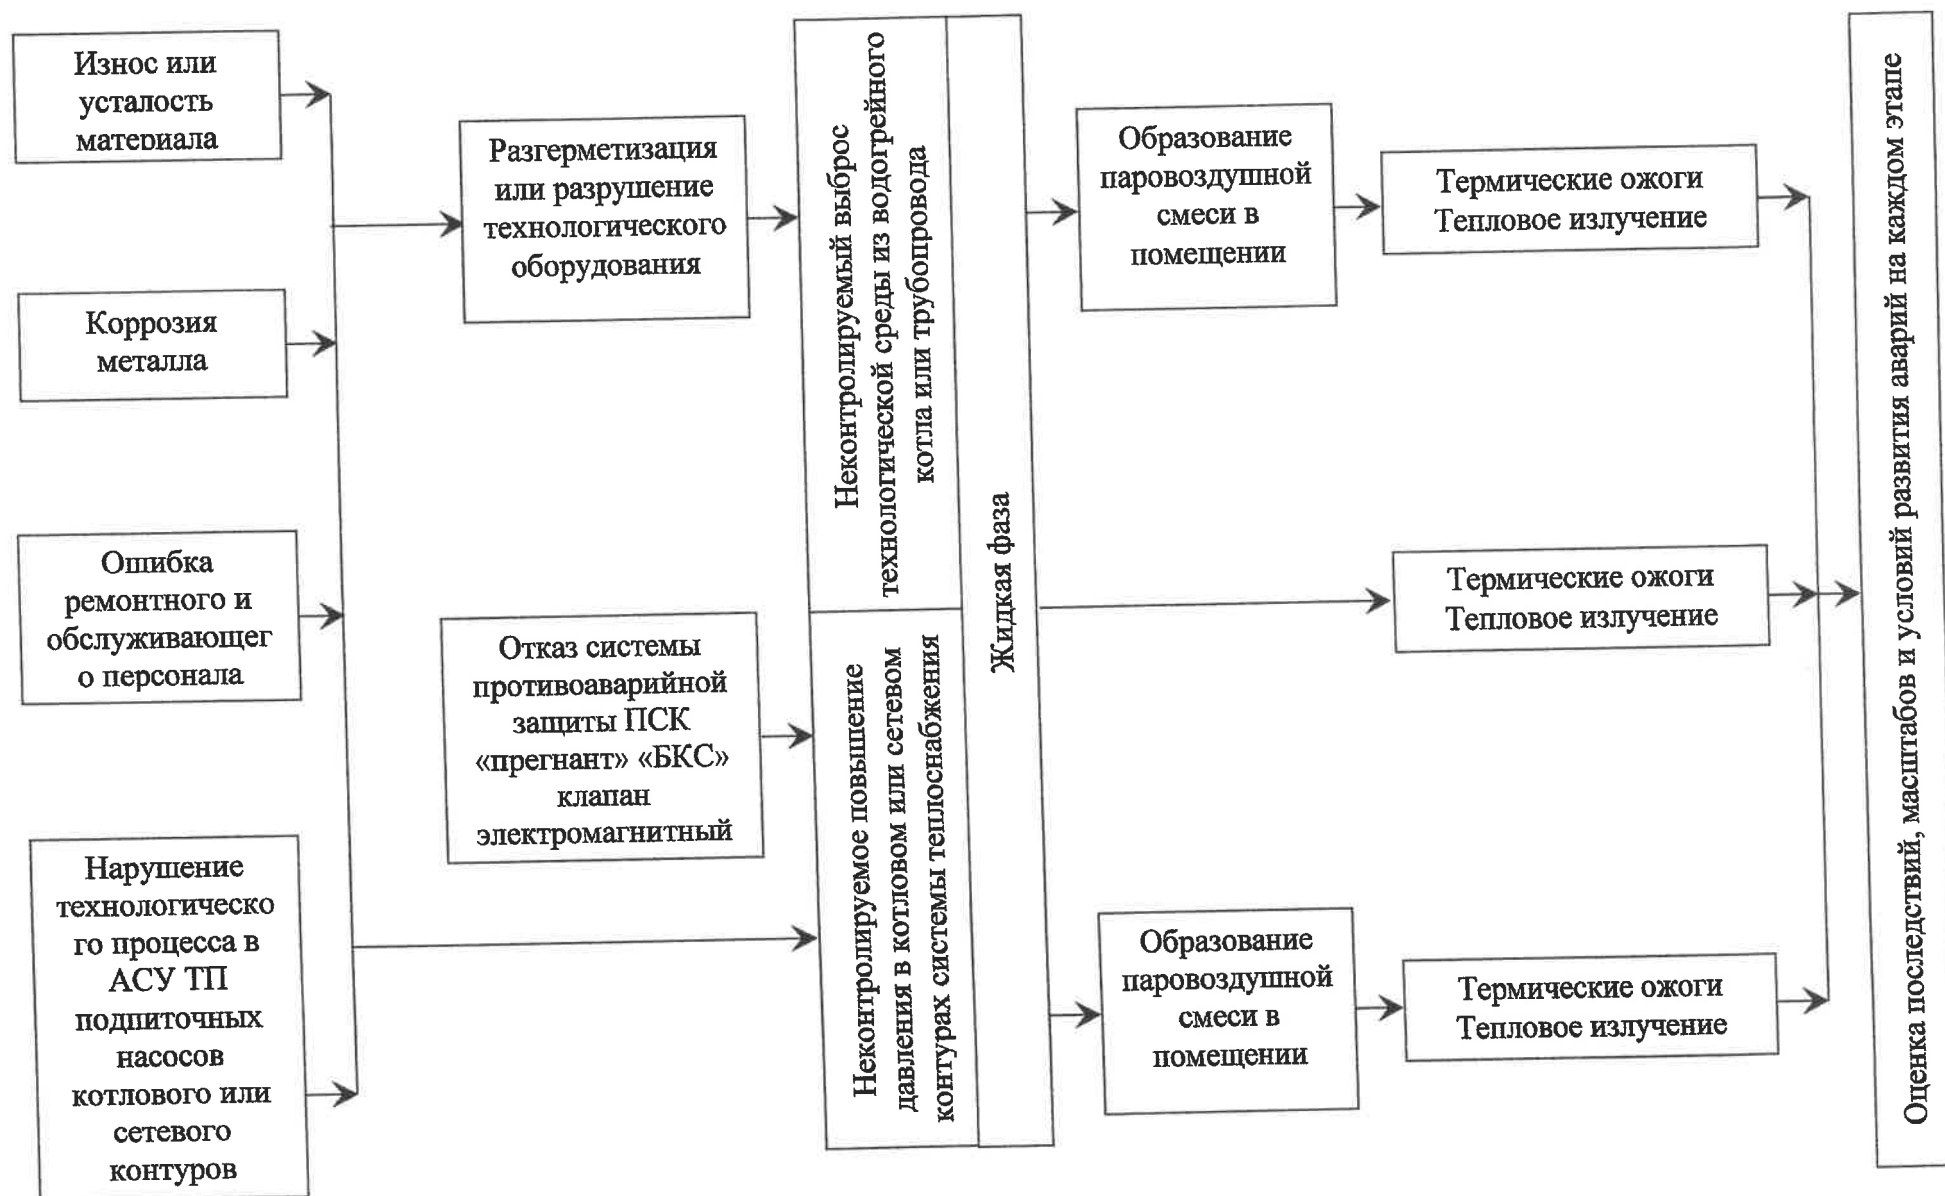 Износ или
усталость
материала
Коррозия
металла
Ошибка
ремонтного и
обслуживающег
о персонала
Нарушение
технологическо
го процесса в
АСУ ТП
подпиточных
насосов
котлового или
сетевого
контуров
Разгерметизация
или разрушение
технологического
оборудования
Отказ системы
противоаварийной
защиты ПСК
«прегнант» «БКС»
клапан
электромагнитный
Неконтролируемый выброс
технологической среды из водогрейного
котла или трубопровода
Неконтролируемое повышение
давления в котловом или сетевом
контурах системы теплоснабжения
Жидкая фаза
Образование
паровоздушной
смеси в
помещении
Термические ожоги
Тепловое излучение
Термические ожоги
Тепловое излучение
Образование
паровоздушной
смеси в
помещении
Термические ожоги
Тепловое излучение
Оценка последствий, масштабов и условий развития аварий на каждом этапе